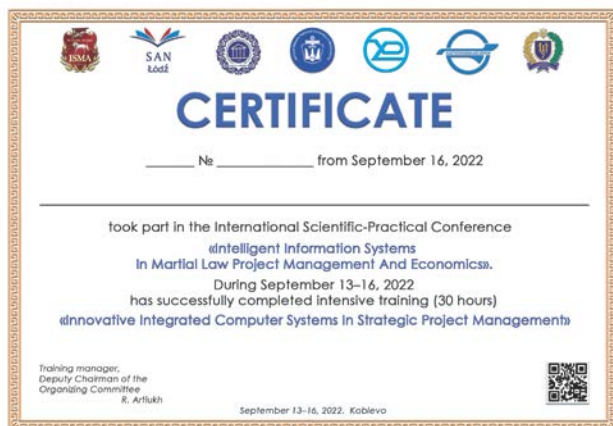 ISMA
SAN
Łódź
CERTIFICATE
№ from September 16, 2022
took part in the International Scientific-Practical Conference
«Intelligent Information Systems
In Martial Law Project Management And Economics».
During September 13–16, 2022
has successfully completed intensive training (30 hours)
«Innovative Integrated Computer Systems in Strategic Project Management»
Training manager,
Deputy Chairman of the
Organizing Committee
R. Artiukh
September 13–16, 2022, Koblevo